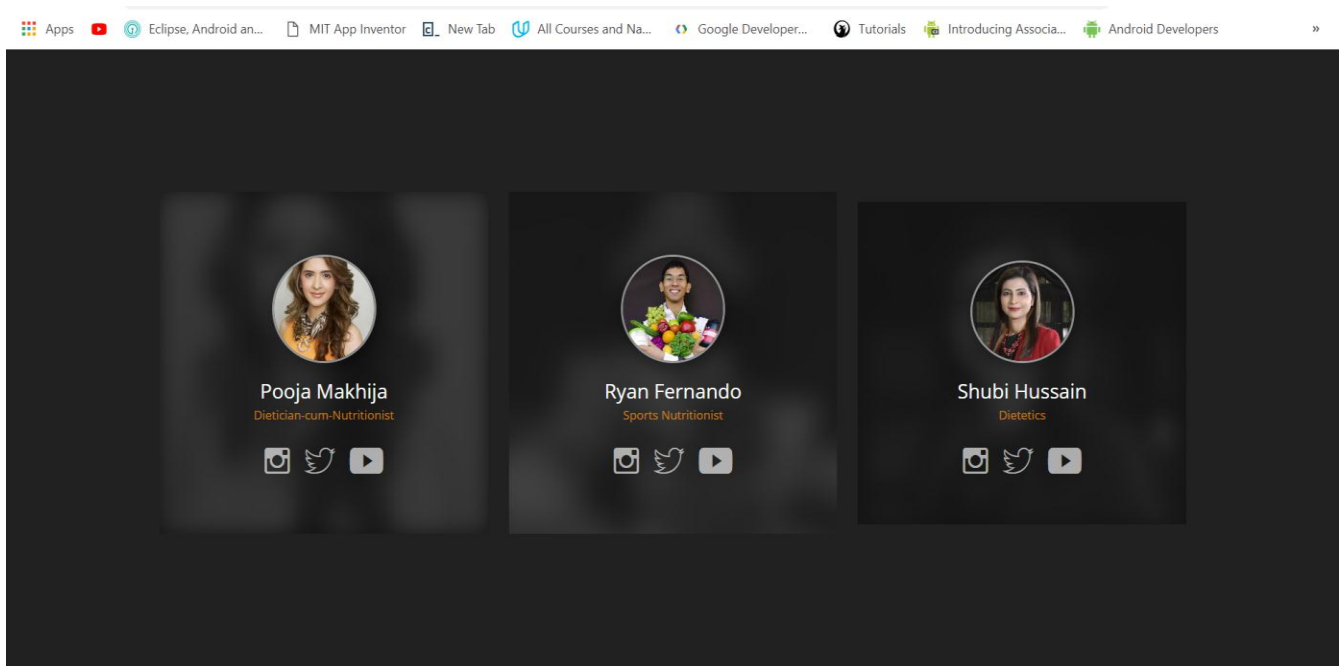 Apps Eclipse, Android an... MIT App Inventor New Tab All Courses and Na... Google Developer... Tutorials Introducing Associa... Android Developers »
Pooja Makhija
Dietician-cum-Nutritionist
Ryan Fernando
Sports Nutritionist
Shubi Hussain
Dietetics